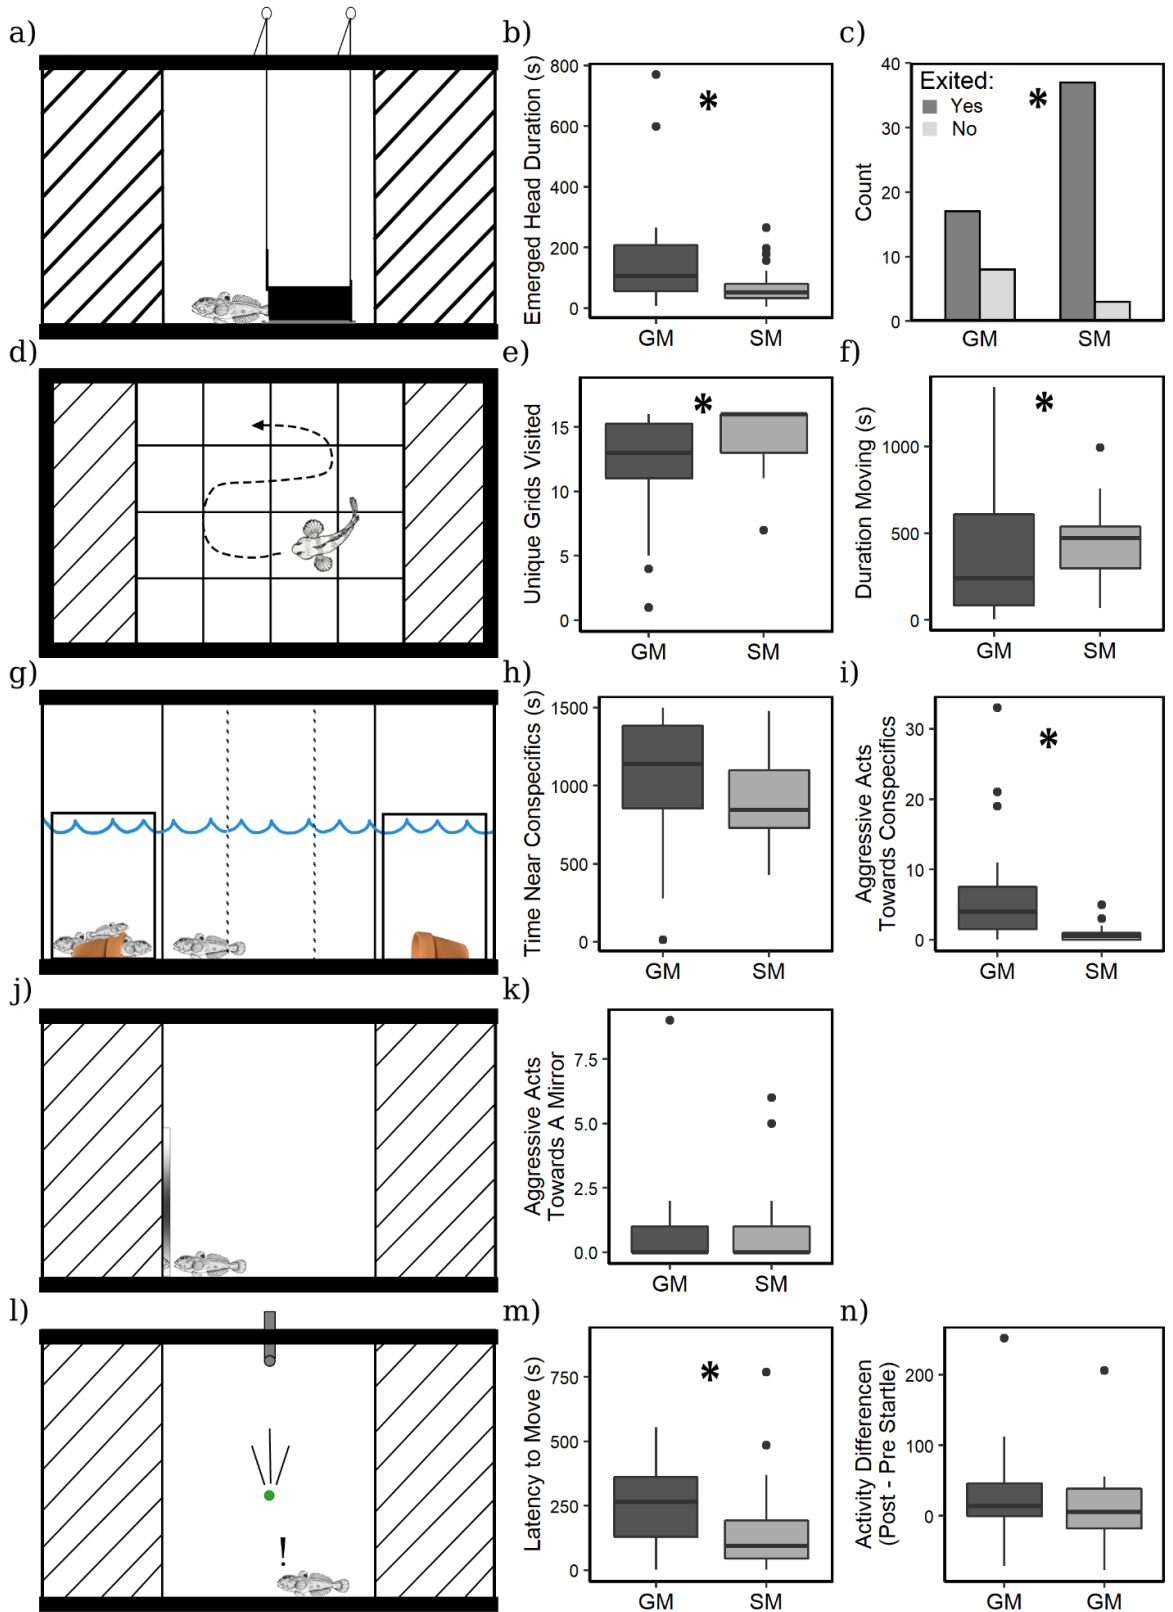 a)
b)
Emerged Head Duration (s)
800
600
400
200
0
*
GM
SM
c)
Count
40
30
20
10
0
Exited:
Yes
No
*
GM
SM
d)
e)
Unique Grids Visited
15
10
5
0
*
GM
SM
f)
Duration Moving (s)
1000
500
0
*
GM
SM
g)
h)
Time Near Conspecifics (s)
1500
1000
500
0
GM
SM
i)
Aggressive Acts
Towards Conspecifics
30
20
10
0
*
GM
SM
j)
k)
Aggressive Acts
Towards A Mirror
7.5
5.0
2.5
0.0
GM
SM
l)
!
m)
Latency to Move (s)
750
500
250
0
*
GM
SM
n)
Activity Differencen
(Post - Pre Startle)
200
100
0
GM
GM